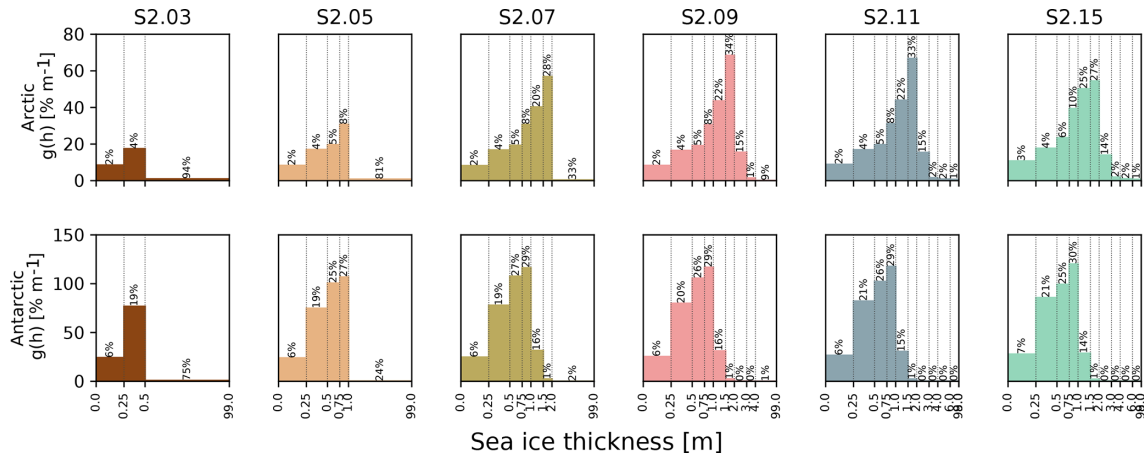 S2.03 S2.05 S2.07 S2.09 S2.11 S2.15
Arctic
g(h) [% m-1]
80
60
40
20
0
2% 4% 94%
2% 4% 5% 8% 81%
2% 4% 5% 8% 20% 28% 33%
2% 4% 5% 8% 22% 34% 15% 1% 9%
2% 4% 5% 8% 22% 33% 15% 2% 2% 1%
3% 4% 6% 10% 25% 27% 14% 2% 2% 1%
Antarctic
g(h) [% m-1]
150
100
50
0
6% 19% 75%
6% 19% 25% 27% 24%
6% 19% 27% 29% 16% 1% 2%
6% 20% 26% 29% 16% 1% 0% 0% 1%
6% 21% 26% 29% 15% 1% 0% 0% 0% 0%
7% 21% 25% 30% 14% 1% 0% 0% 0% 0%
0.0 0.25 0.5 99.0
0.0 0.25 0.5 0.75 1.0 99.0
0.0 0.25 0.5 0.75 1.0 1.5 2.0 99.0
0.0 0.25 0.5 0.75 1.0 1.5 2.0 3.0 4.0 99.0
0.0 0.25 0.5 0.75 1.0 1.5 2.0 3.0 4.0 6.0
0.0 0.25 0.5 0.75 1.0 1.5 2.0 3.0 4.0 6.0
Sea ice thickness [m]